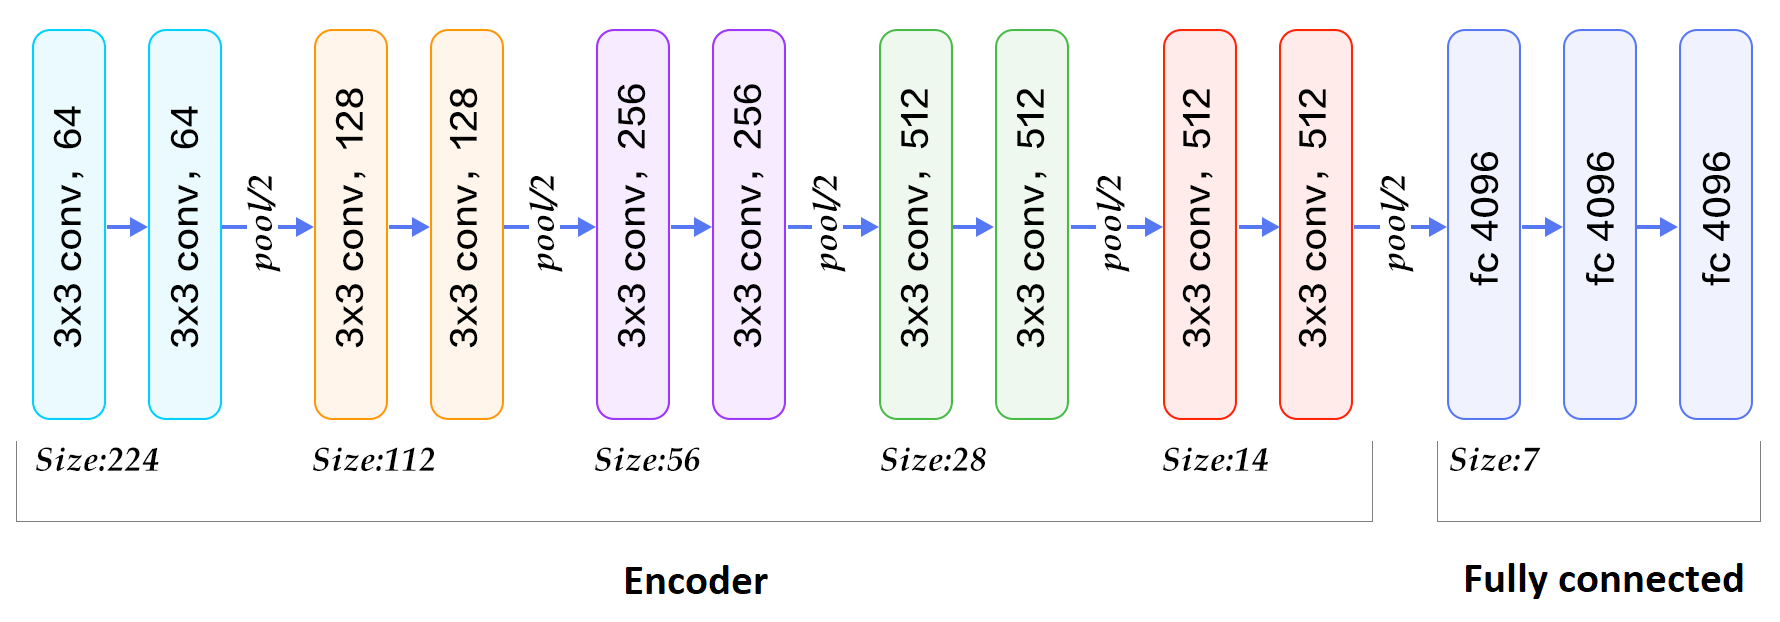 3x3 conv, 64
3x3 conv, 64
pool/2
3x3 conv, 128
3x3 conv, 128
pool/2
3x3 conv, 256
3x3 conv, 256
pool/2
3x3 conv, 512
3x3 conv, 512
pool/2
3x3 conv, 512
3x3 conv, 512
pool/2
fc 4096
fc 4096
fc 4096
Size:224
Size:112
Size:56
Size:28
Size:14
Size:7
Encoder
Fully connected